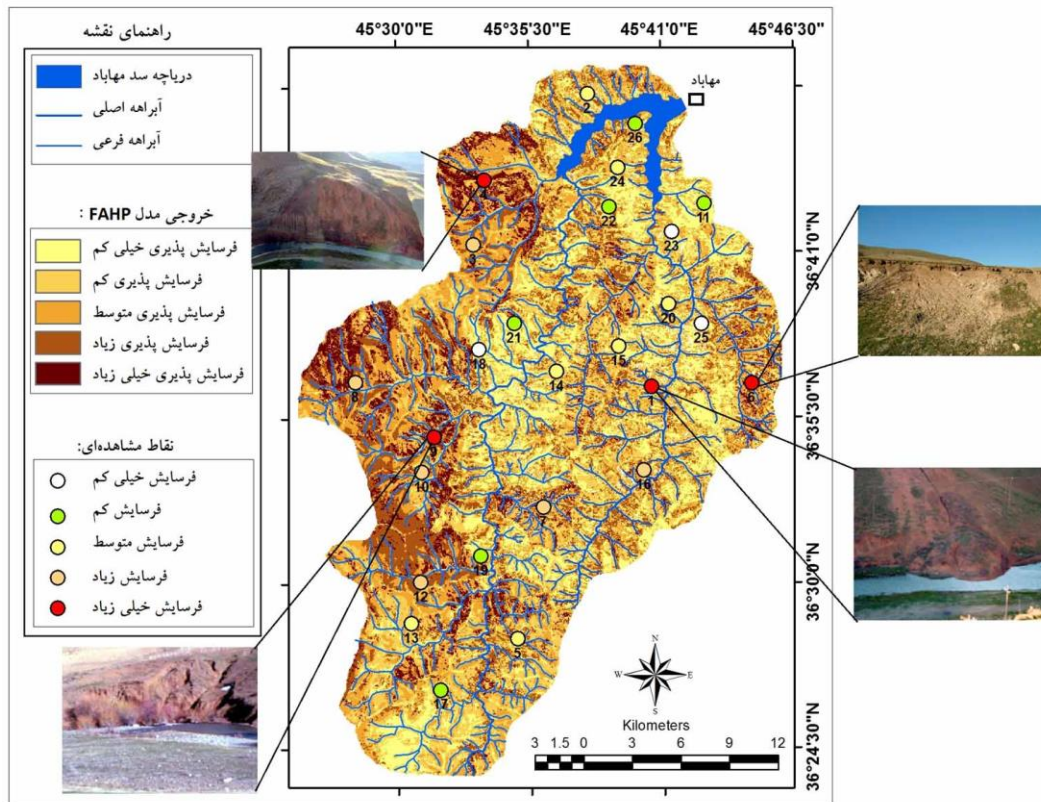 راهنمای نقشه
دریاچه سد مهاباد
آبراهه اصلی
آبراهه فرعی
خروجی مدل FAHP :
فرسایش پذیری خیلی کم
فرسایش پذیری کم
فرسایش پذیری متوسط
فرسایش پذیری زیاد
فرسایش پذیری خیلی زیاد
نقاط مشاهده‌ای:
فرسایش خیلی کم
فرسایش کم
فرسایش متوسط
فرسایش زیاد
فرسایش خیلی زیاد
45°30'0"E 45°35'30"E 45°41'0"E 45°46'30"E
مهاباد
2
26
24
4
22
11
23
3
36°41'0"N
20
21
25
15
18
14
8
1
6
36°35'30"N
9
10
16
7
19
12
36°30'0"N
13
5
17
N
W E
S
36°24'30"N
Kilometers
3 1.5 0 3 6 9 12